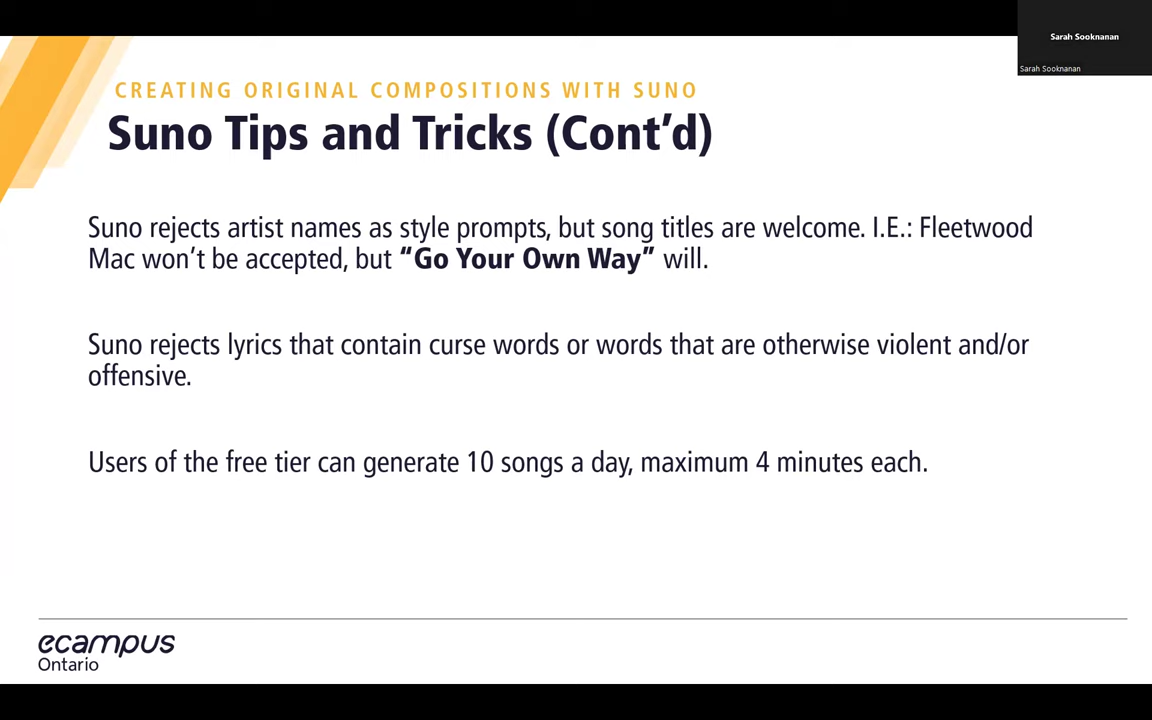 Sarah Sooknanan
Sarah Sooknanan
CREATING ORIGINAL COMPOSITIONS WITH SUNO
Suno Tips and Tricks (Cont’d)
Suno rejects artist names as style prompts, but song titles are welcome. I.E.: Fleetwood
Mac won’t be accepted, but “Go Your Own Way” will.
Suno rejects lyrics that contain curse words or words that are otherwise violent and/or
offensive.
Users of the free tier can generate 10 songs a day, maximum 4 minutes each.
ecampus
Ontario